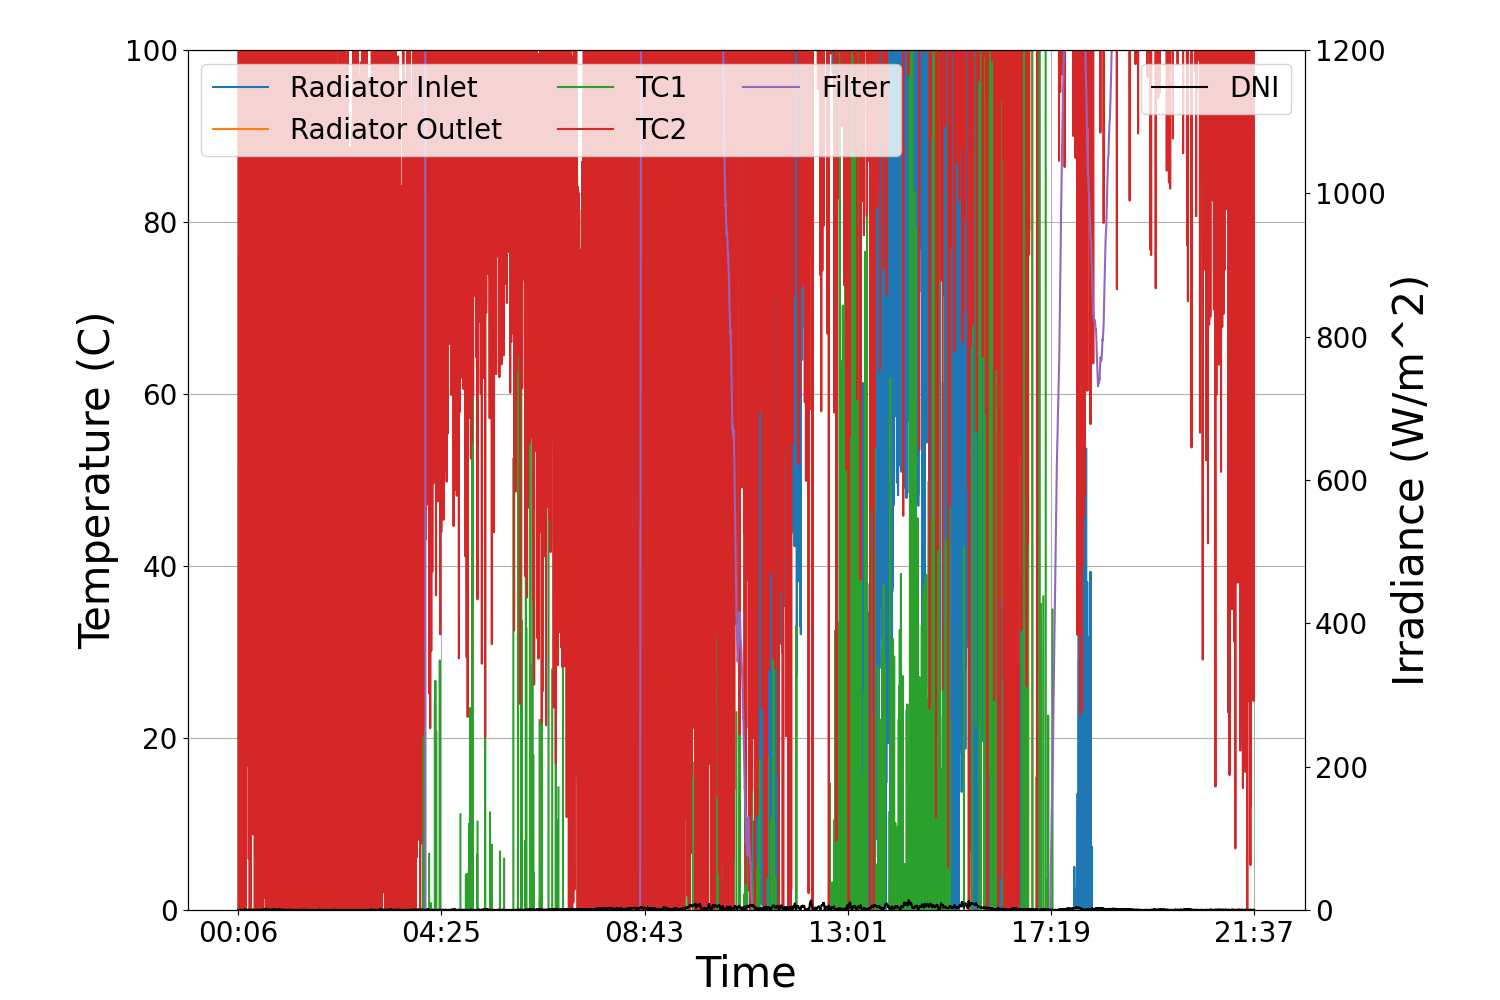 100
80
60
40
20
0
Temperature (C)
Radiator Inlet
Radiator Outlet
TC1
TC2
Filter
DNI
1200
1000
800
600
400
200
0
Irradiance (W/m^2)
00:06 04:25 08:43 13:01 17:19 21:37
Time